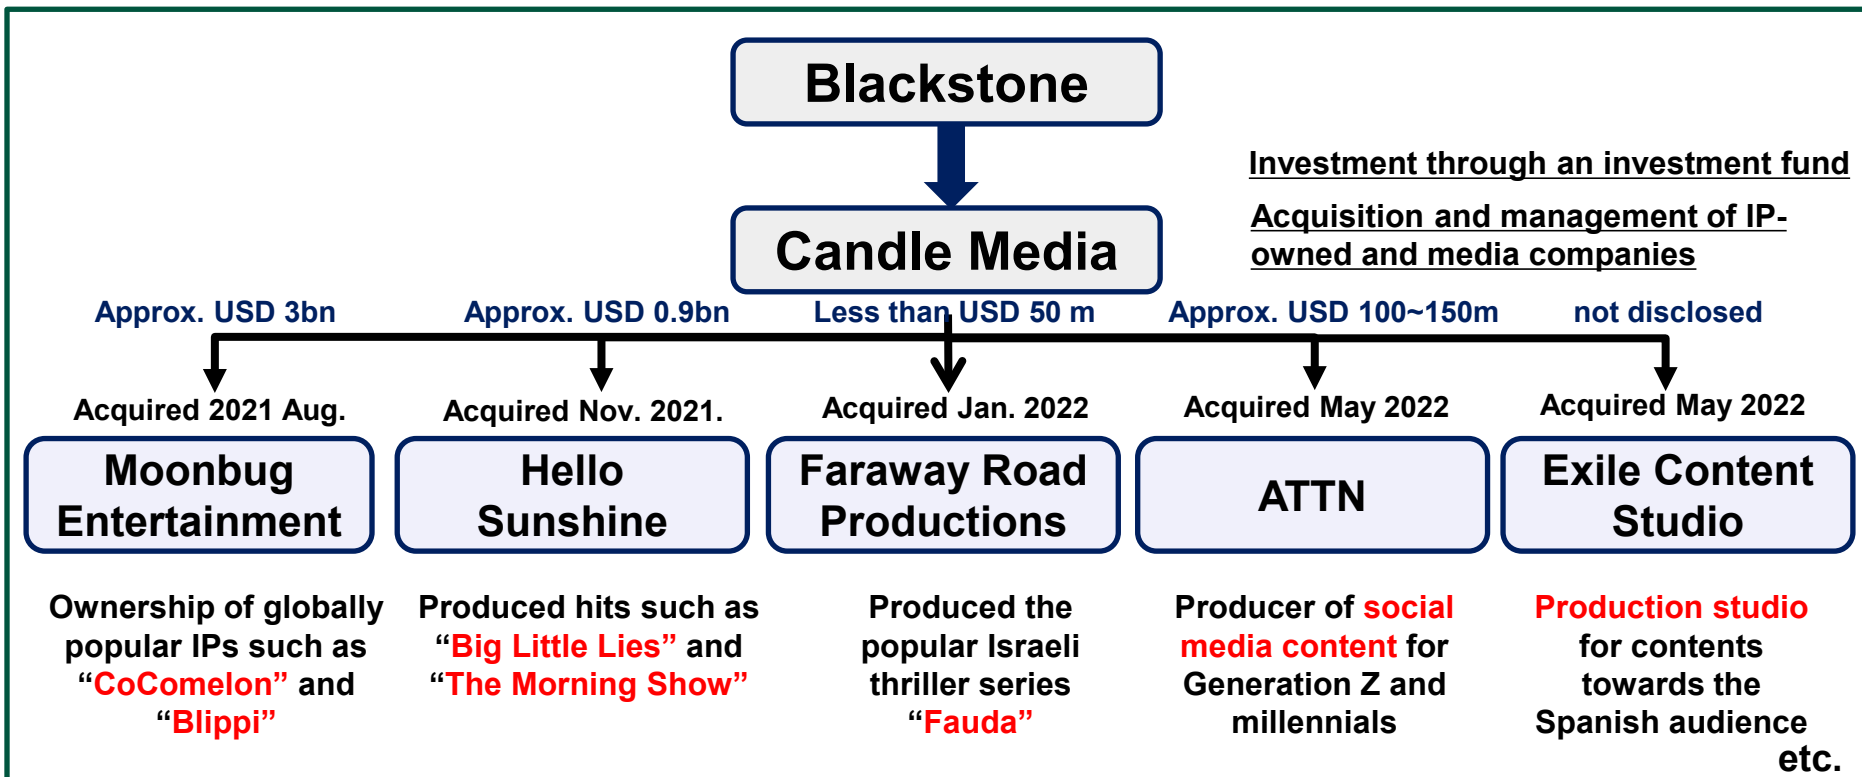 Blackstone
Investment through an investment fund
Acquisition and management of IP-
owned and media companies
Candle Media
Approx. USD 3bn
Approx. USD 0.9bn
Less than USD 50 m
Approx. USD 100~150m
not disclosed
Acquired 2021 Aug.
Acquired Nov. 2021.
Acquired Jan. 2022
Acquired May 2022
Acquired May 2022
Moonbug
Entertainment
Hello
Sunshine
Faraway Road
Productions
ATTN
Exile Content
Studio
Ownership of globally
popular IPs such as
“CoComelon” and
“Blippi”
Produced hits such as
“Big Little Lies” and
“The Morning Show”
Produced the
popular Israeli
thriller series
“Fauda”
Producer of social
media content for
Generation Z and
millennials
Production studio
for contents
towards the
Spanish audience
etc.